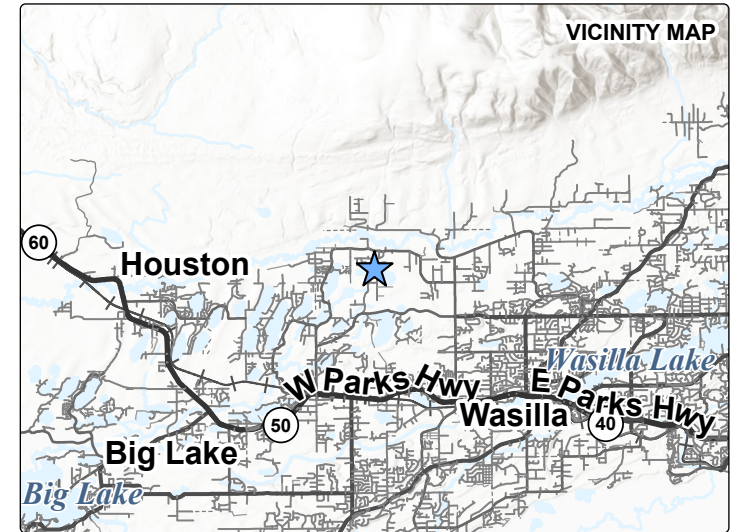 VICINITY MAP
60
Houston
Wasilla Lake
W Parks Hwy
E Parks Hwy
Wasilla
50
40
Big Lake
Big Lake